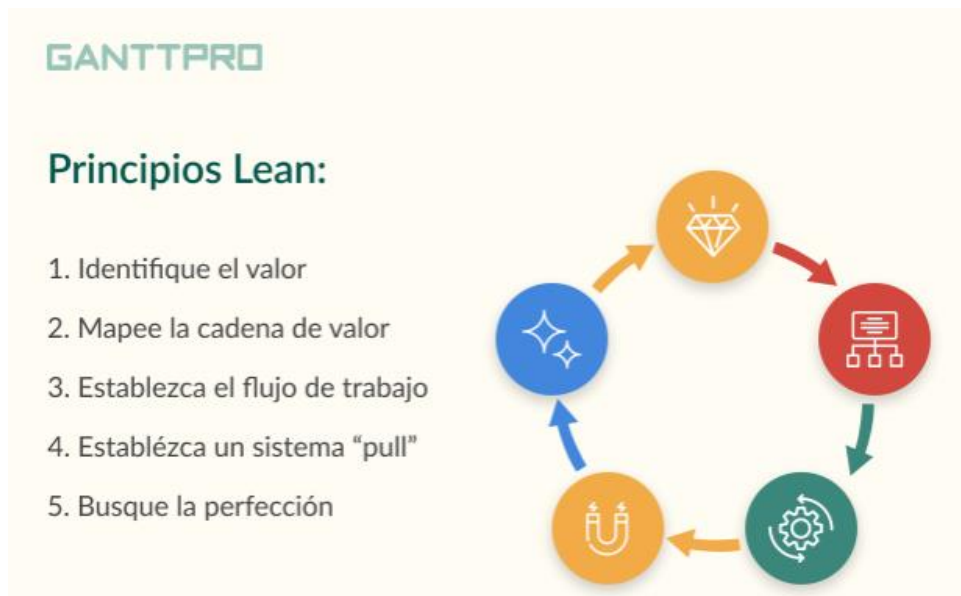 GANTTPRO
Principios Lean:
1. Identifique el valor
2. Mapee la cadena de valor
3. Establezca el flujo de trabajo
4. Establézca un sistema “pull”
5. Busque la perfección